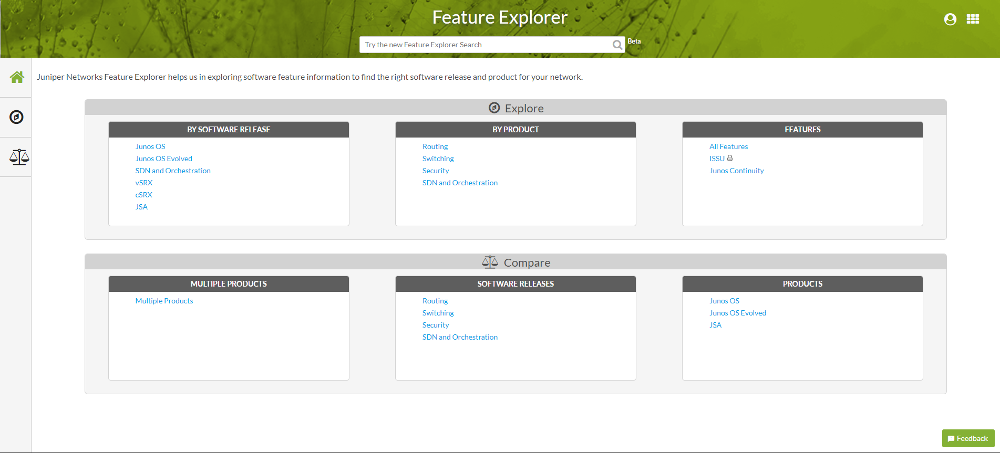 Feature Explorer
Try the new Feature Explorer Search
Beta
Juniper Networks Feature Explorer helps us in exploring software feature information to find the right software release and product for your network.
Explore
BY SOFTWARE RELEASE
Junos OS
Junos OS Evolved
SDN and Orchestration
vSRX
cSRX
JSA
BY PRODUCT
Routing
Switching
Security
SDN and Orchestration
FEATURES
All Features
ISSU
Junos Continuity
Compare
MULTIPLE PRODUCTS
Multiple Products
SOFTWARE RELEASES
Routing
Switching
Security
SDN and Orchestration
PRODUCTS
Junos OS
Junos OS Evolved
JSA
Feedback